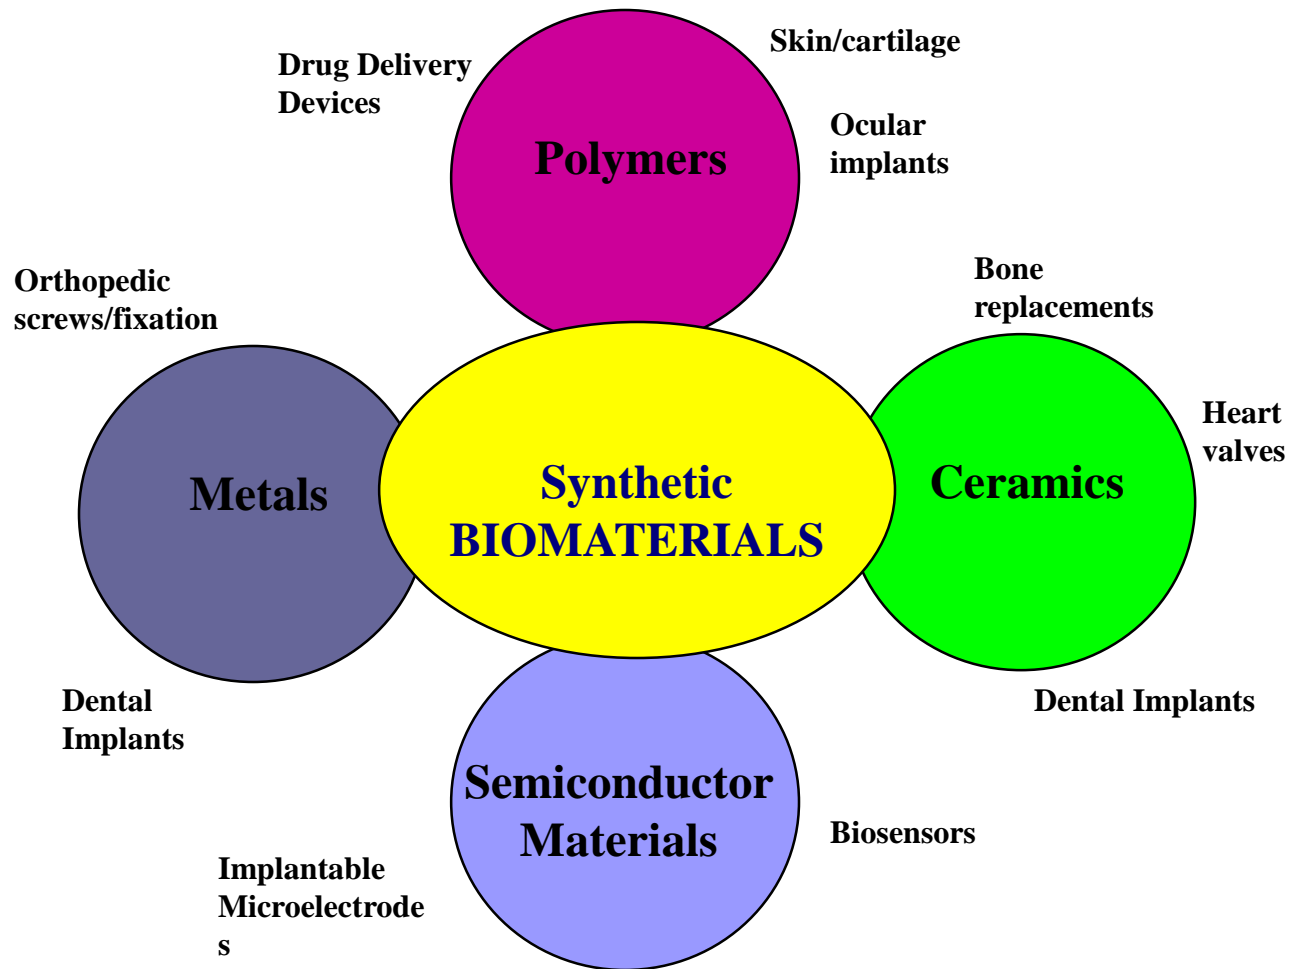 Skin/cartilage
Drug Delivery
Devices
Ocular
implants
Polymers
Orthopedic
screws/fixation
Bone
replacements
Heart
valves
Metals
Synthetic
BIOMATERIALS
Ceramics
Dental
Implants
Dental Implants
Semiconductor
Materials
Biosensors
Implantable
Microelectrode
s